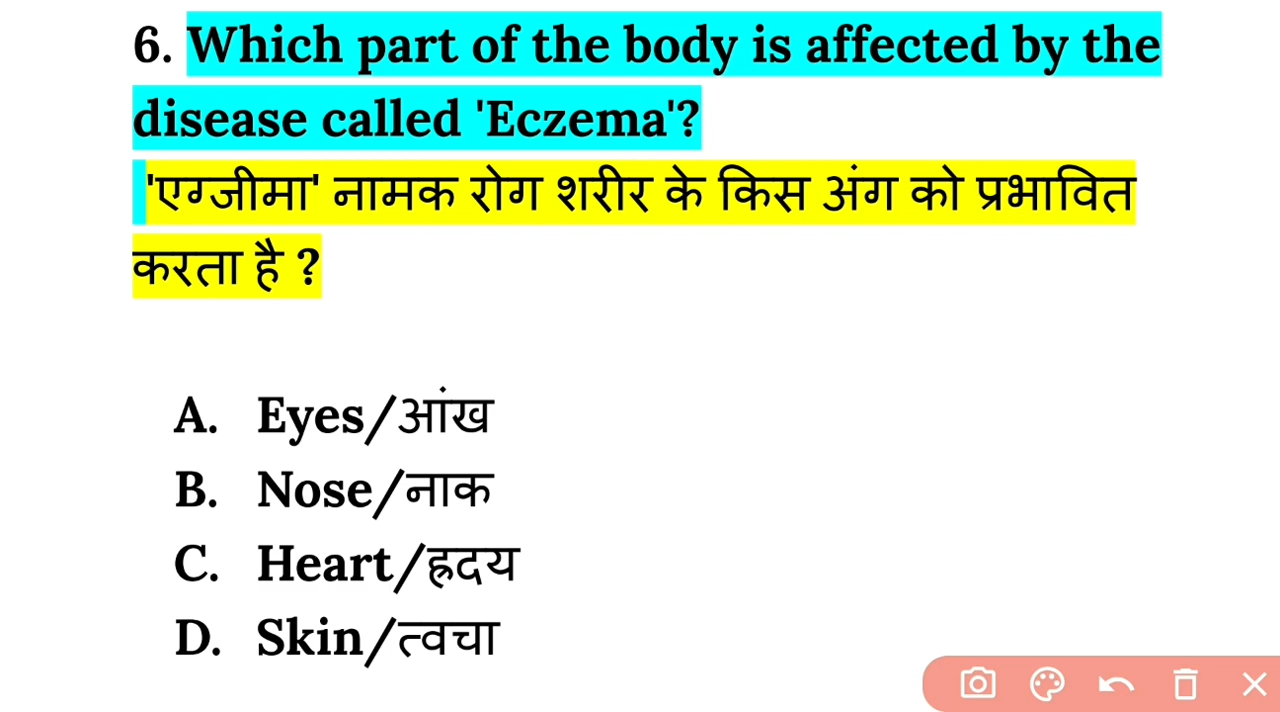 6. Which part of the body is affected by the
disease called 'Eczema'?
'एग्जीमा' नामक रोग शरीर के किस अंग को प्रभावित
करता है ?
A. Eyes/आंख
B. Nose/नाक
C. Heart/ह्रदय
D. Skin/त्वचा